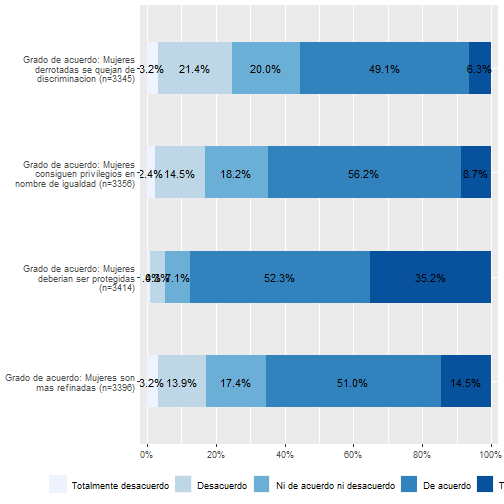 Grado de acuerdo: Mujeres
derrotadas se quejan de
discriminacion (n=3345)
3.2% 21.4% 20.0% 49.1% 6.3%
Grado de acuerdo: Mujeres
consiguen privilegios en
nombre de igualdad (n=3356)
2.4% 14.5% 18.2% 56.2% 8.7%
Grado de acuerdo: Mujeres
deberian ser protegidas
(n=3414)
7.1% 52.3% 35.2%
Grado de acuerdo: Mujeres son
mas refinadas (n=3396)
3.2% 13.9% 17.4% 51.0% 14.5%
0% 20% 40% 60% 80% 100%
Totalmente desacuerdo Desacuerdo Ni de acuerdo ni desacuerdo De acuerdo T